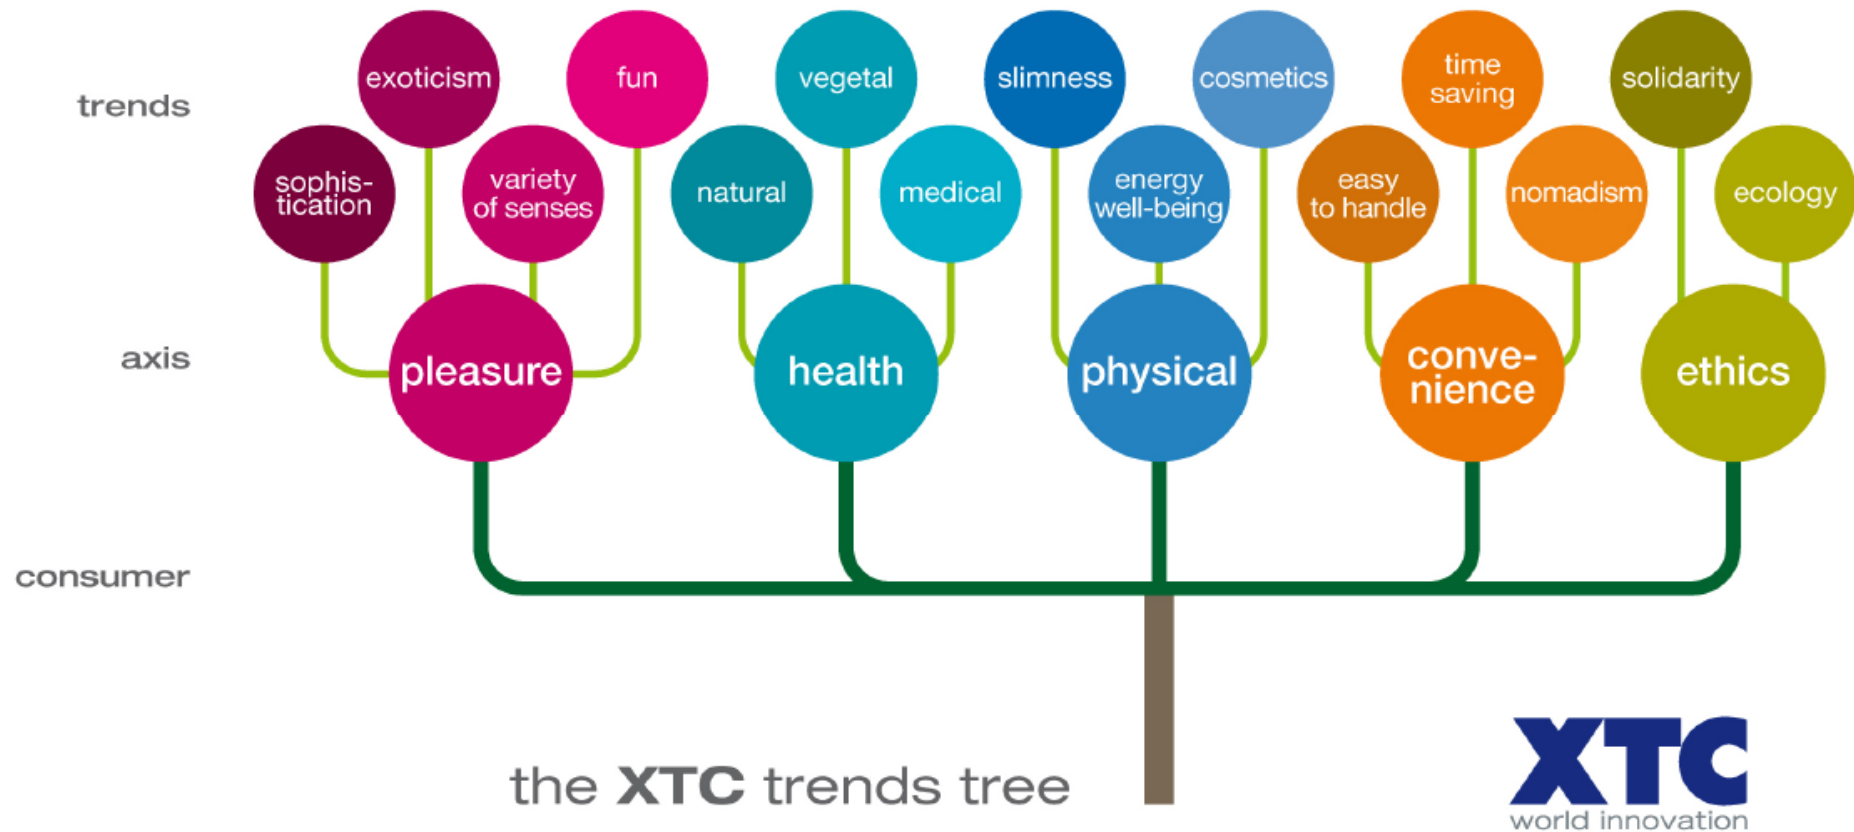 trends
exoticism
fun
vegetal
slimness
cosmetics
time
saving
solidarity
sophis-
tication
variety
of senses
natural
medical
energy
well-being
easy
to handle
nomadism
ecology
axis
pleasure
health
physical
conve-
nience
ethics
consumer
the XTC trends tree
XTC
world innovation